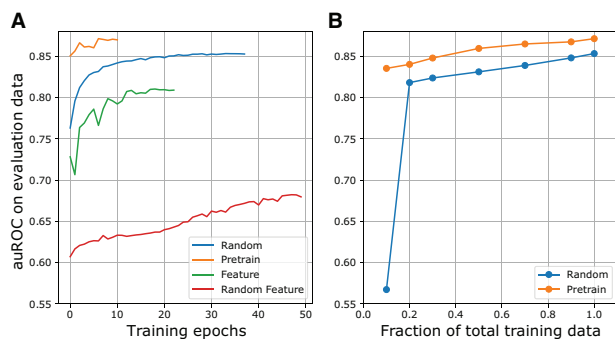 A
B
auROC on evaluation data
0.85
0.80
0.75
0.70
0.65
0.60
0.55
Random
Pretrain
Feature
Random Feature
0
10
20
30
40
50
Training epochs
0.85
0.80
0.75
0.70
0.65
0.60
0.55
Random
Pretrain
0.0
0.2
0.4
0.6
0.8
1.0
Fraction of total training data